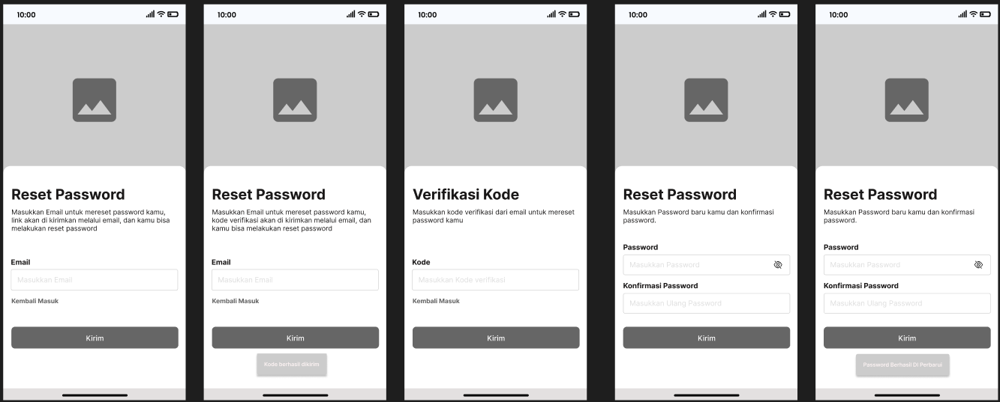 10:00
Reset Password
Masukkan Email untuk mereset password kamu,
link akan di kirimkan melalui email, dan kamu bisa
melakukan reset password
Email
Masukkan Email
Kembali Masuk
Kirim
10:00
Reset Password
Masukkan Email untuk mereset password kamu,
kode verifikasi akan di kirimkan melalui email, dan
kamu bisa melakukan reset password
Email
Masukkan Email
Kembali Masuk
Kirim
Kode berhasil dikirim
10:00
Verifikasi Kode
Masukkan kode verifikasi dari email untuk mereset
password kamu
Kode
Masukkan Kode verifikasi
Kembali Masuk
Kirim
10:00
Reset Password
Masukkan Password baru kamu dan konfirmasi
password.
Password
Masukkan Password
Konfirmasi Password
Masukkan Ulang Password
Kirim
10:00
Reset Password
Masukkan Password baru kamu dan konfirmasi
password.
Password
Masukkan Password
Konfirmasi Password
Masukkan Ulang Password
Kirim
Password Berhasil Di Perbarui